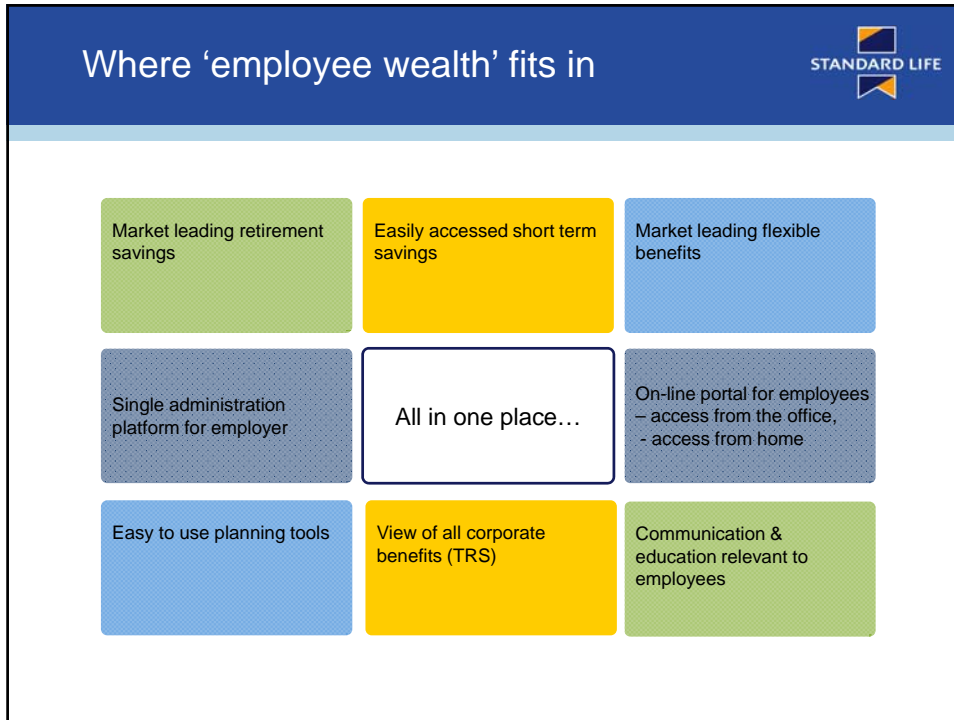 Where ‘employee wealth’ fits in
STANDARD LIFE
Market leading retirement
savings
Easily accessed short term
savings
Market leading flexible
benefits
Single administration
platform for employer
All in one place…
On-line portal for employees
– access from the office,
- access from home
Easy to use planning tools
View of all corporate
benefits (TRS)
Communication &
education relevant to
employees